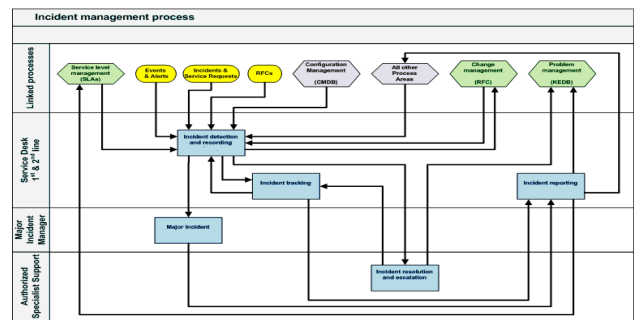 Incident management process
Linked processes
Service level
management
(SLAs)
Events
& Alerts
Incidents &
Service Requests
RFCs
Configuration
Management
(CMDB)
All other
Process
Areas
Change
management
(RFC)
Problem
management
(KEDB)
Service Desk
1st & 2nd line
Incident detection
and recording
Incident tracking
Incident reporting
Major
Incident
Manager
Major Incident
Authorized
Specialist Support
Incident resolution
and escalation